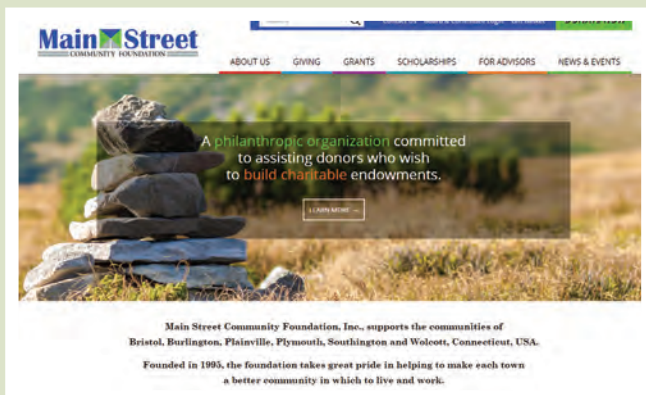 Main Street
COMMUNITY FOUNDATION
ABOUT US GIVING GRANTS SCHOLARSHIPS FOR ADVISORS NEWS & EVENTS
A philanthropic organization committed
to assisting donors who wish
to build charitable endowments.
LEARN MORE →
Main Street Community Foundation, Inc., supports the communities of
Bristol, Burlington, Plainville, Plymouth, Southington and Wolcott, Connecticut, USA.
Founded in 1995, the foundation takes great pride in helping to make each town
a better community in which to live and work.